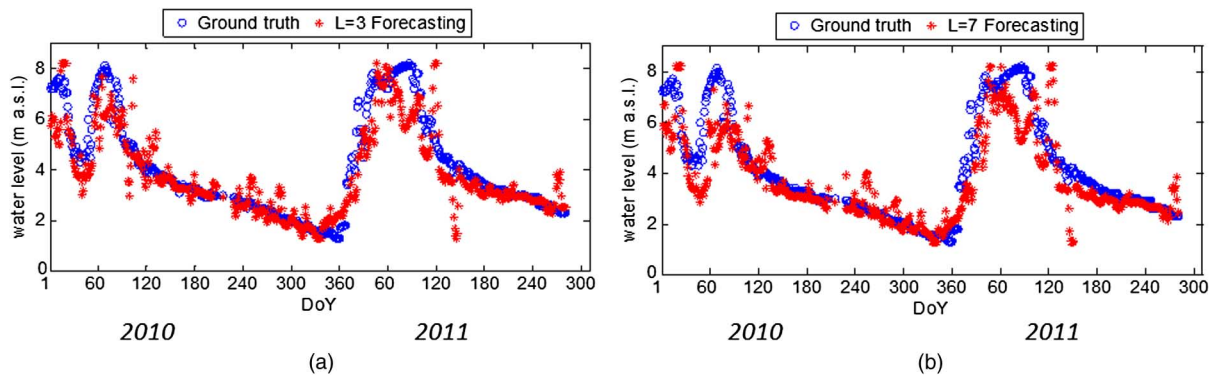 Ground truth L=3 Forecasting
water level (m a.s.l.)
8
6
4
2
0
1 60 120 240 240 300 360 60 120 180 240 300
DoY
2010 2011
(a)
Ground truth L=7 Forecasting
water level (m a.s.l.)
8
6
4
2
0
1 60 120 240 240 300 360 60 120 180 240 300
DoY
2010 2011
(b)